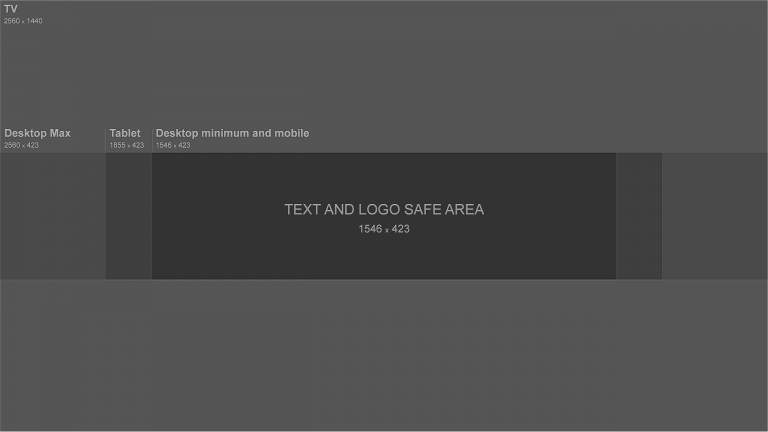 TV
2560 x 1440
Desktop Max
2560 x 423
Tablet
1855 x 423
Desktop minimum and mobile
1546 x 423
TEXT AND LOGO SAFE AREA
1546 x 423